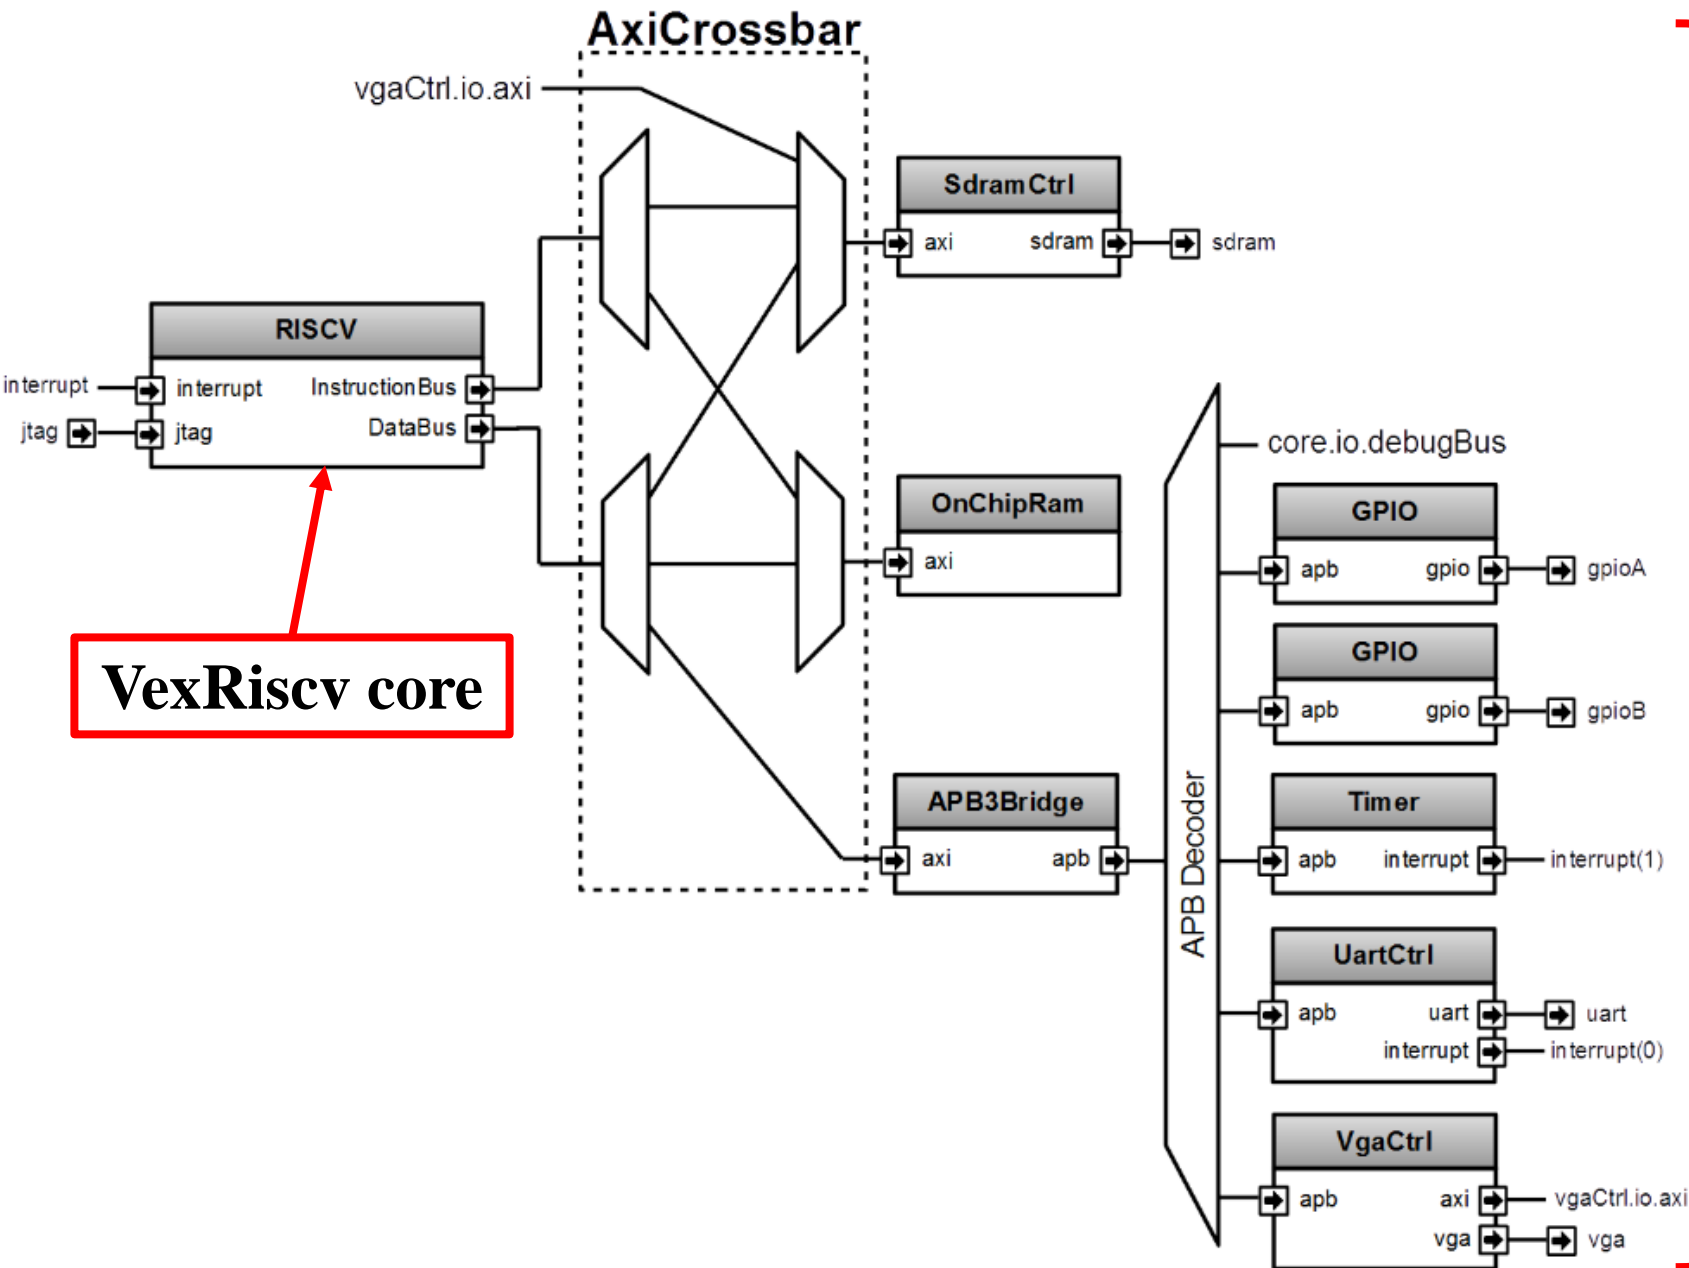 AxiCrossbar
vgaCtrl.io.axi
SdramCtrl
axi sdram sdram
RISCV
interrupt interrupt InstructionBus
jtag jtag DataBus
core.io.debugBus
OnChipRam
axi
GPIO
apb gpio gpioA
VexRiscv core
GPIO
apb gpio gpioB
APB Decoder
APB3Bridge
axi apb
Timer
apb interrupt interrupt(1)
UartCtrl
apb uart uart
interrupt interrupt(0)
VgaCtrl
apb axi vgaCtrl.io.axi
vga vga